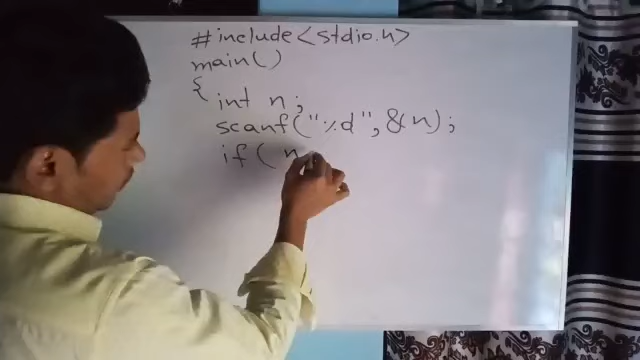 #include<stdio.h>
main()
{
int n;
scanf("%d",&n);
if( n